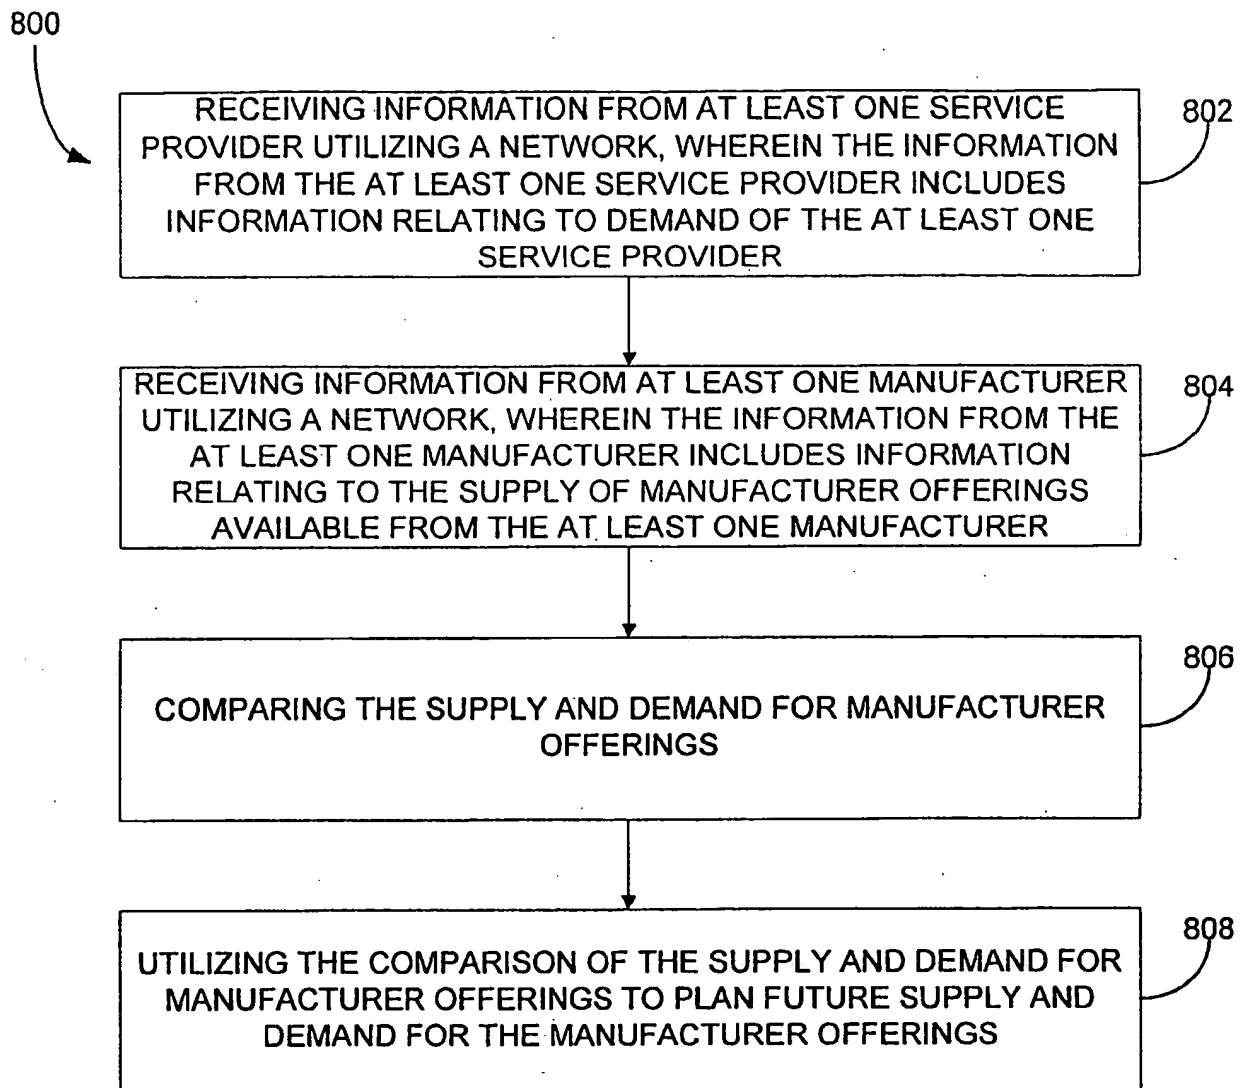 800
RECEIVING INFORMATION FROM AT LEAST ONE SERVICE
PROVIDER UTILIZING A NETWORK, WHEREIN THE INFORMATION
FROM THE AT LEAST ONE SERVICE PROVIDER INCLUDES
INFORMATION RELATING TO DEMAND OF THE AT LEAST ONE
SERVICE PROVIDER
802
RECEIVING INFORMATION FROM AT LEAST ONE MANUFACTURER
UTILIZING A NETWORK, WHEREIN THE INFORMATION FROM THE
AT LEAST ONE MANUFACTURER INCLUDES INFORMATION
RELATING TO THE SUPPLY OF MANUFACTURER OFFERINGS
AVAILABLE FROM THE AT LEAST ONE MANUFACTURER
804
COMPARING THE SUPPLY AND DEMAND FOR MANUFACTURER
OFFERINGS
806
UTILIZING THE COMPARISON OF THE SUPPLY AND DEMAND FOR
MANUFACTURER OFFERINGS TO PLAN FUTURE SUPPLY AND
DEMAND FOR THE MANUFACTURER OFFERINGS
808